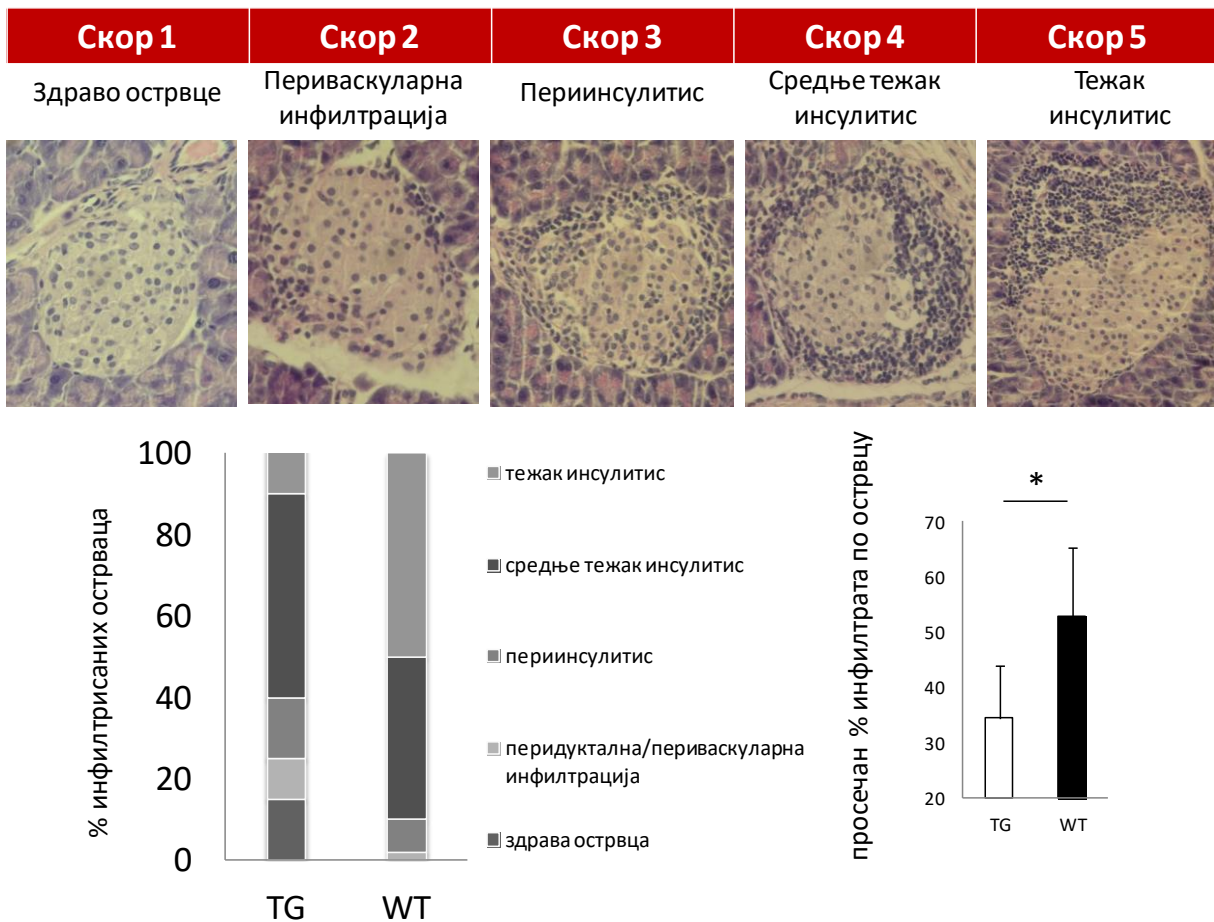 Скор 1 Скор 2 Скор 3 Скор 4 Скор 5
Здраво острвце
Периваскуларна
инфилтрација
Периинсулитис
Средње тежак
инсулитис
Тежак
инсулитис
% инфилтрисаних острваца
100
80
60
40
20
0
TG WT
тежак инсулитис
средње тежак инсулитис
периинсулитис
перидуктална/периваскуларна
инфилтрација
здрава острвца
просечан % инфилтрата по острвцу
*
70
60
50
40
30
20
TG WT